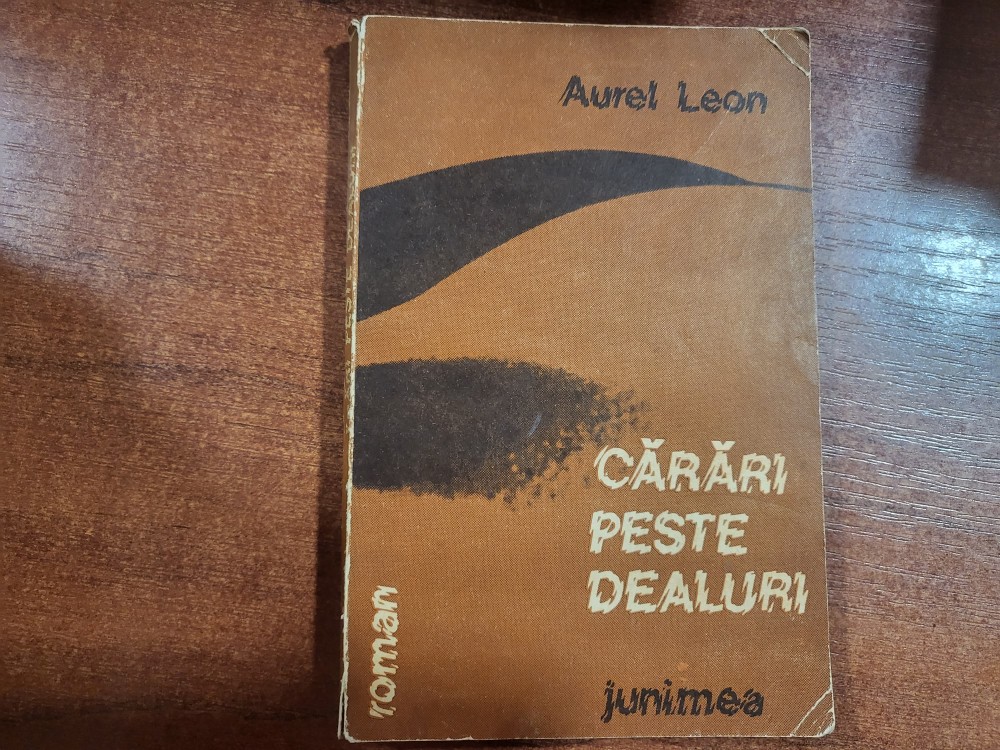 Aurel Leon
CĂRĂRI
PESTE
DEALURI
roman
junimea